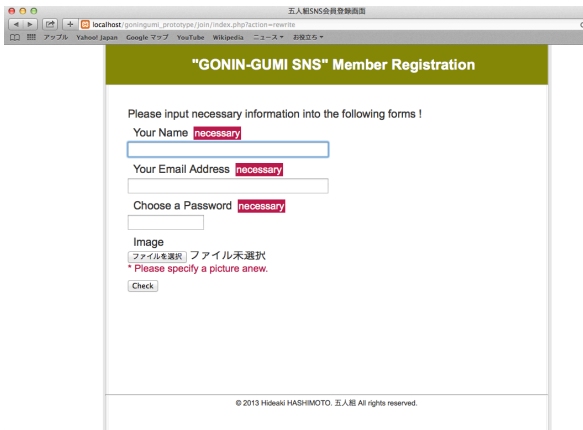 五人組SNS会員登録画面
localhost/goningumi_prototype/join/index.php?action=rewrite
アップル Yahoo! Japan Google マップ YouTube Wikipedia ニュース お役立ち
"GONIN-GUMI SNS" Member Registration
Please input necessary information into the following forms !
Your Name necessary
Your Email Address necessary
Choose a Password necessary
Image
ファイルを選択 ファイル未選択
* Please specify a picture anew.
Check
© 2013 Hideaki HASHIMOTO. 五人組 All rights reserved.